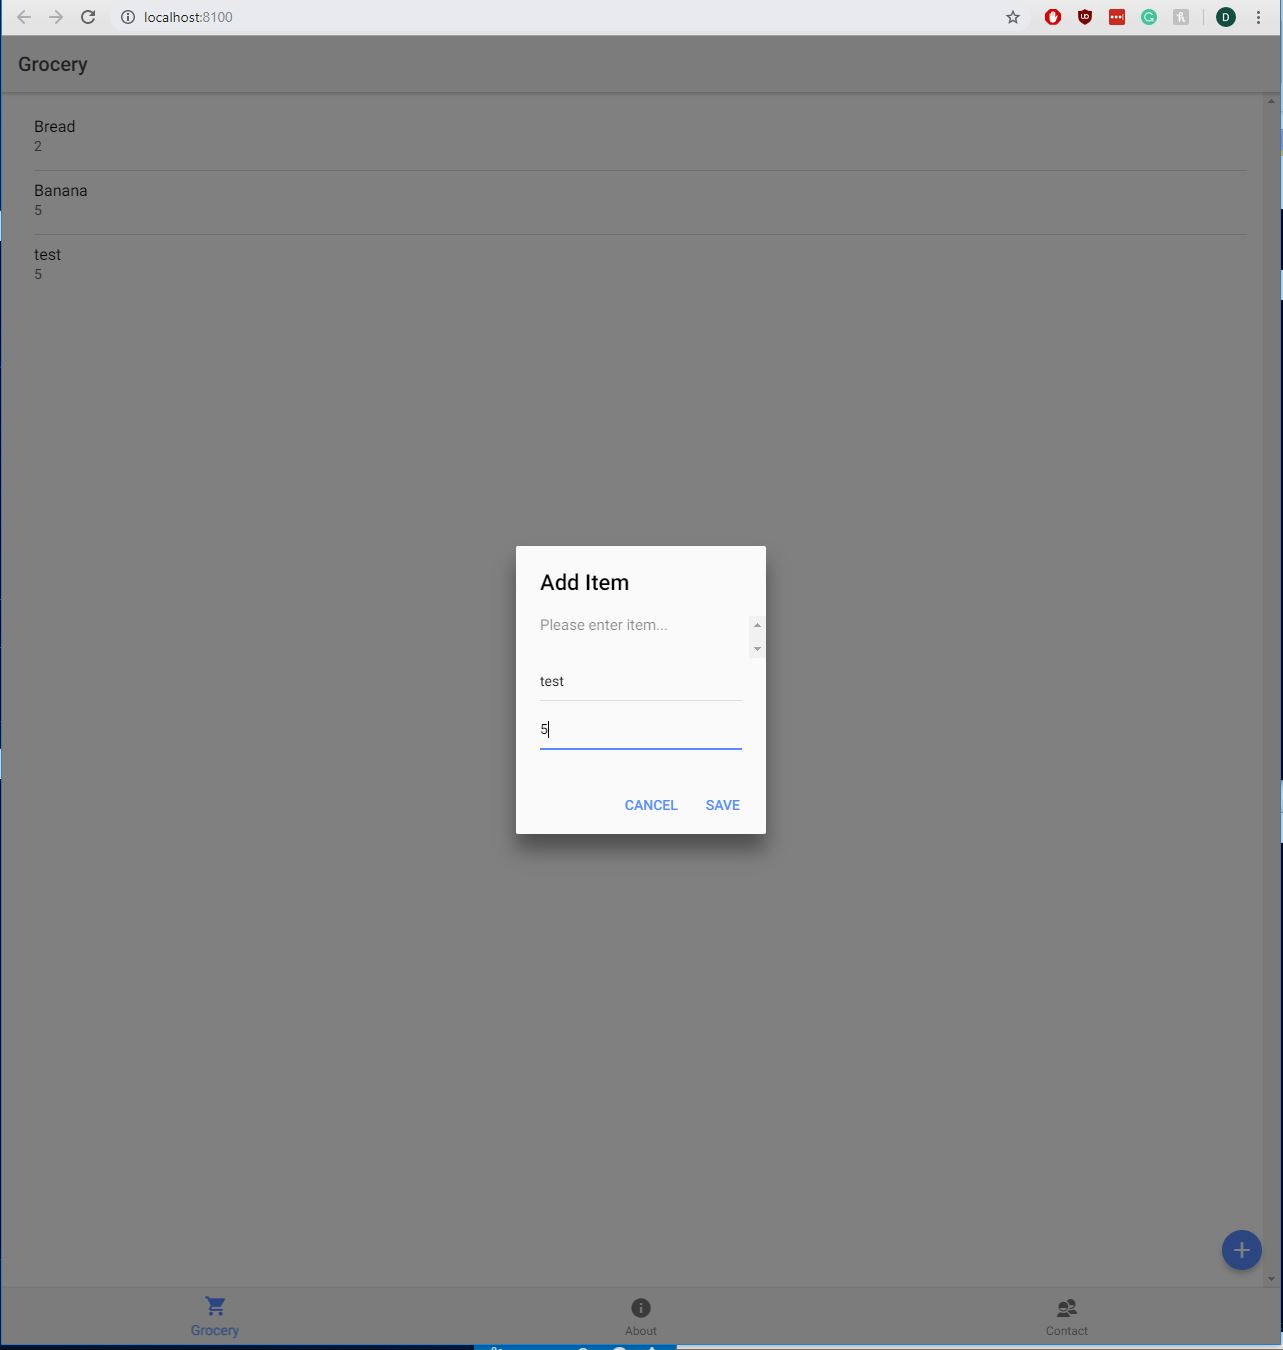 localhost:8100
D
Grocery
Bread
2
Banana
5
test
5
Add Item
Please enter item...
test
5
CANCEL SAVE
Grocery
About
Contact